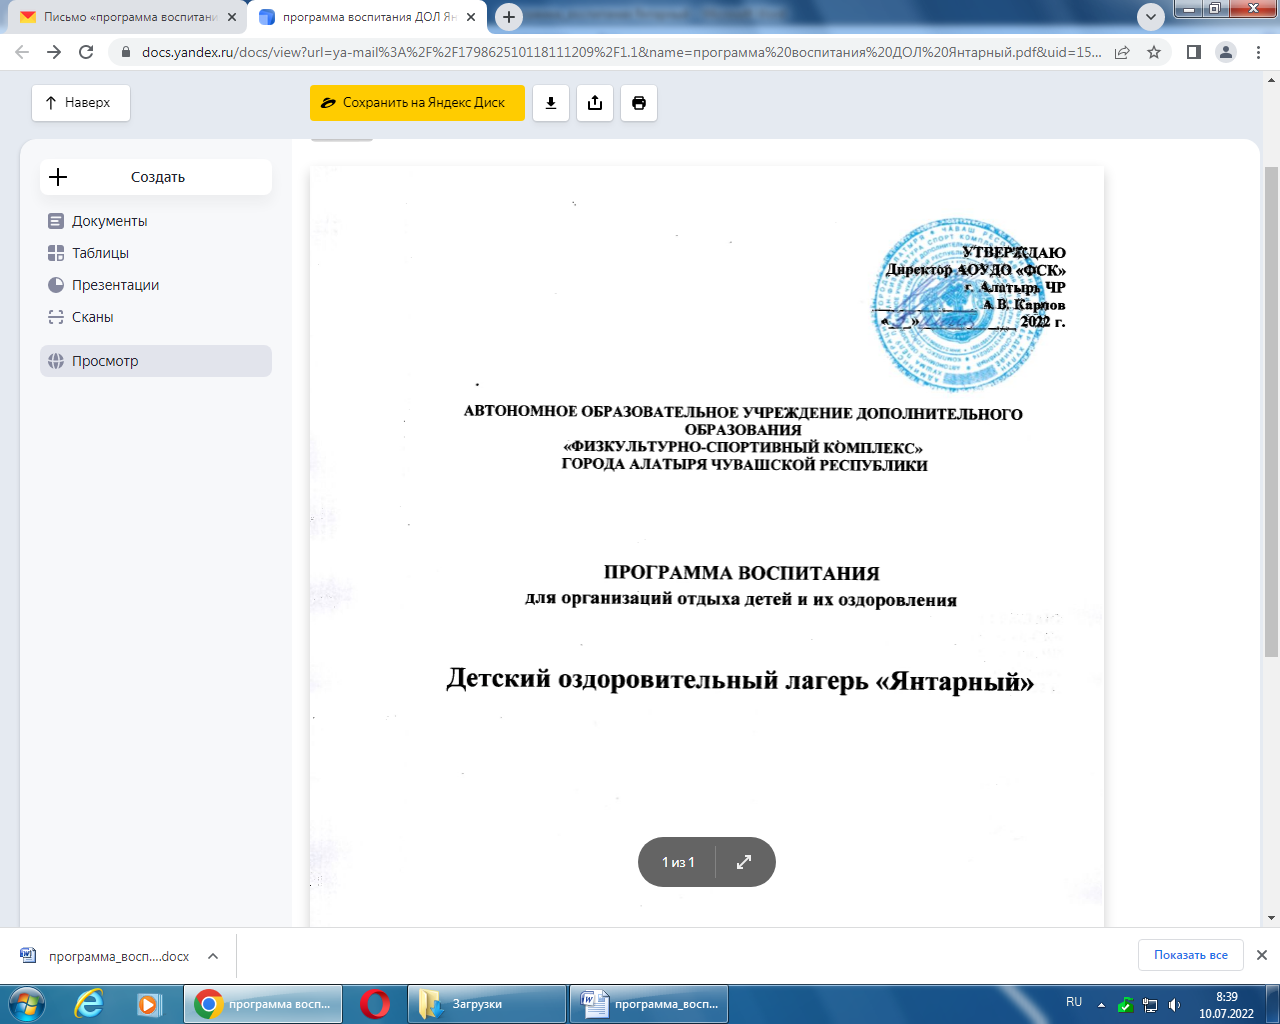 Письмо «программа воспитани
программа воспитания ДОЛ Ян
docs.yandex.ru/docs/view?url=ya-mail%3A%2F%2F179862510118111209%2F1.1&name=программа%20воспитания%20ДОЛ%20Янтарный.pdf&uid=15...
Наверх
Сохранить на Яндекс Диск
Создать
Документы
Таблицы
Презентации
Сканы
Просмотр
УТВЕРЖДАЮ
Директор АОУДО «ФСК»
г. Алатырь ЧР
А.В. Карпов
«___»______________ 2022 г.
АВТОНОМНОЕ ОБРАЗОВАТЕЛЬНОЕ УЧРЕЖДЕНИЕ ДОПОЛНИТЕЛЬНОГО
ОБРАЗОВАНИЯ
«ФИЗКУЛЬТУРНО-СПОРТИВНЫЙ КОМПЛЕКС»
ГОРОДА АЛАТЫРЯ ЧУВАШСКОЙ РЕСПУБЛИКИ
ПРОГРАММА ВОСПИТАНИЯ
для организаций отдыха детей и их оздоровления
Детский оздоровительный лагерь «Янтарный»
1 из 1
программа_восп....docx
Показать все
программа восп...
Загрузки
программа_восп...
RU
8:39
10.07.2022